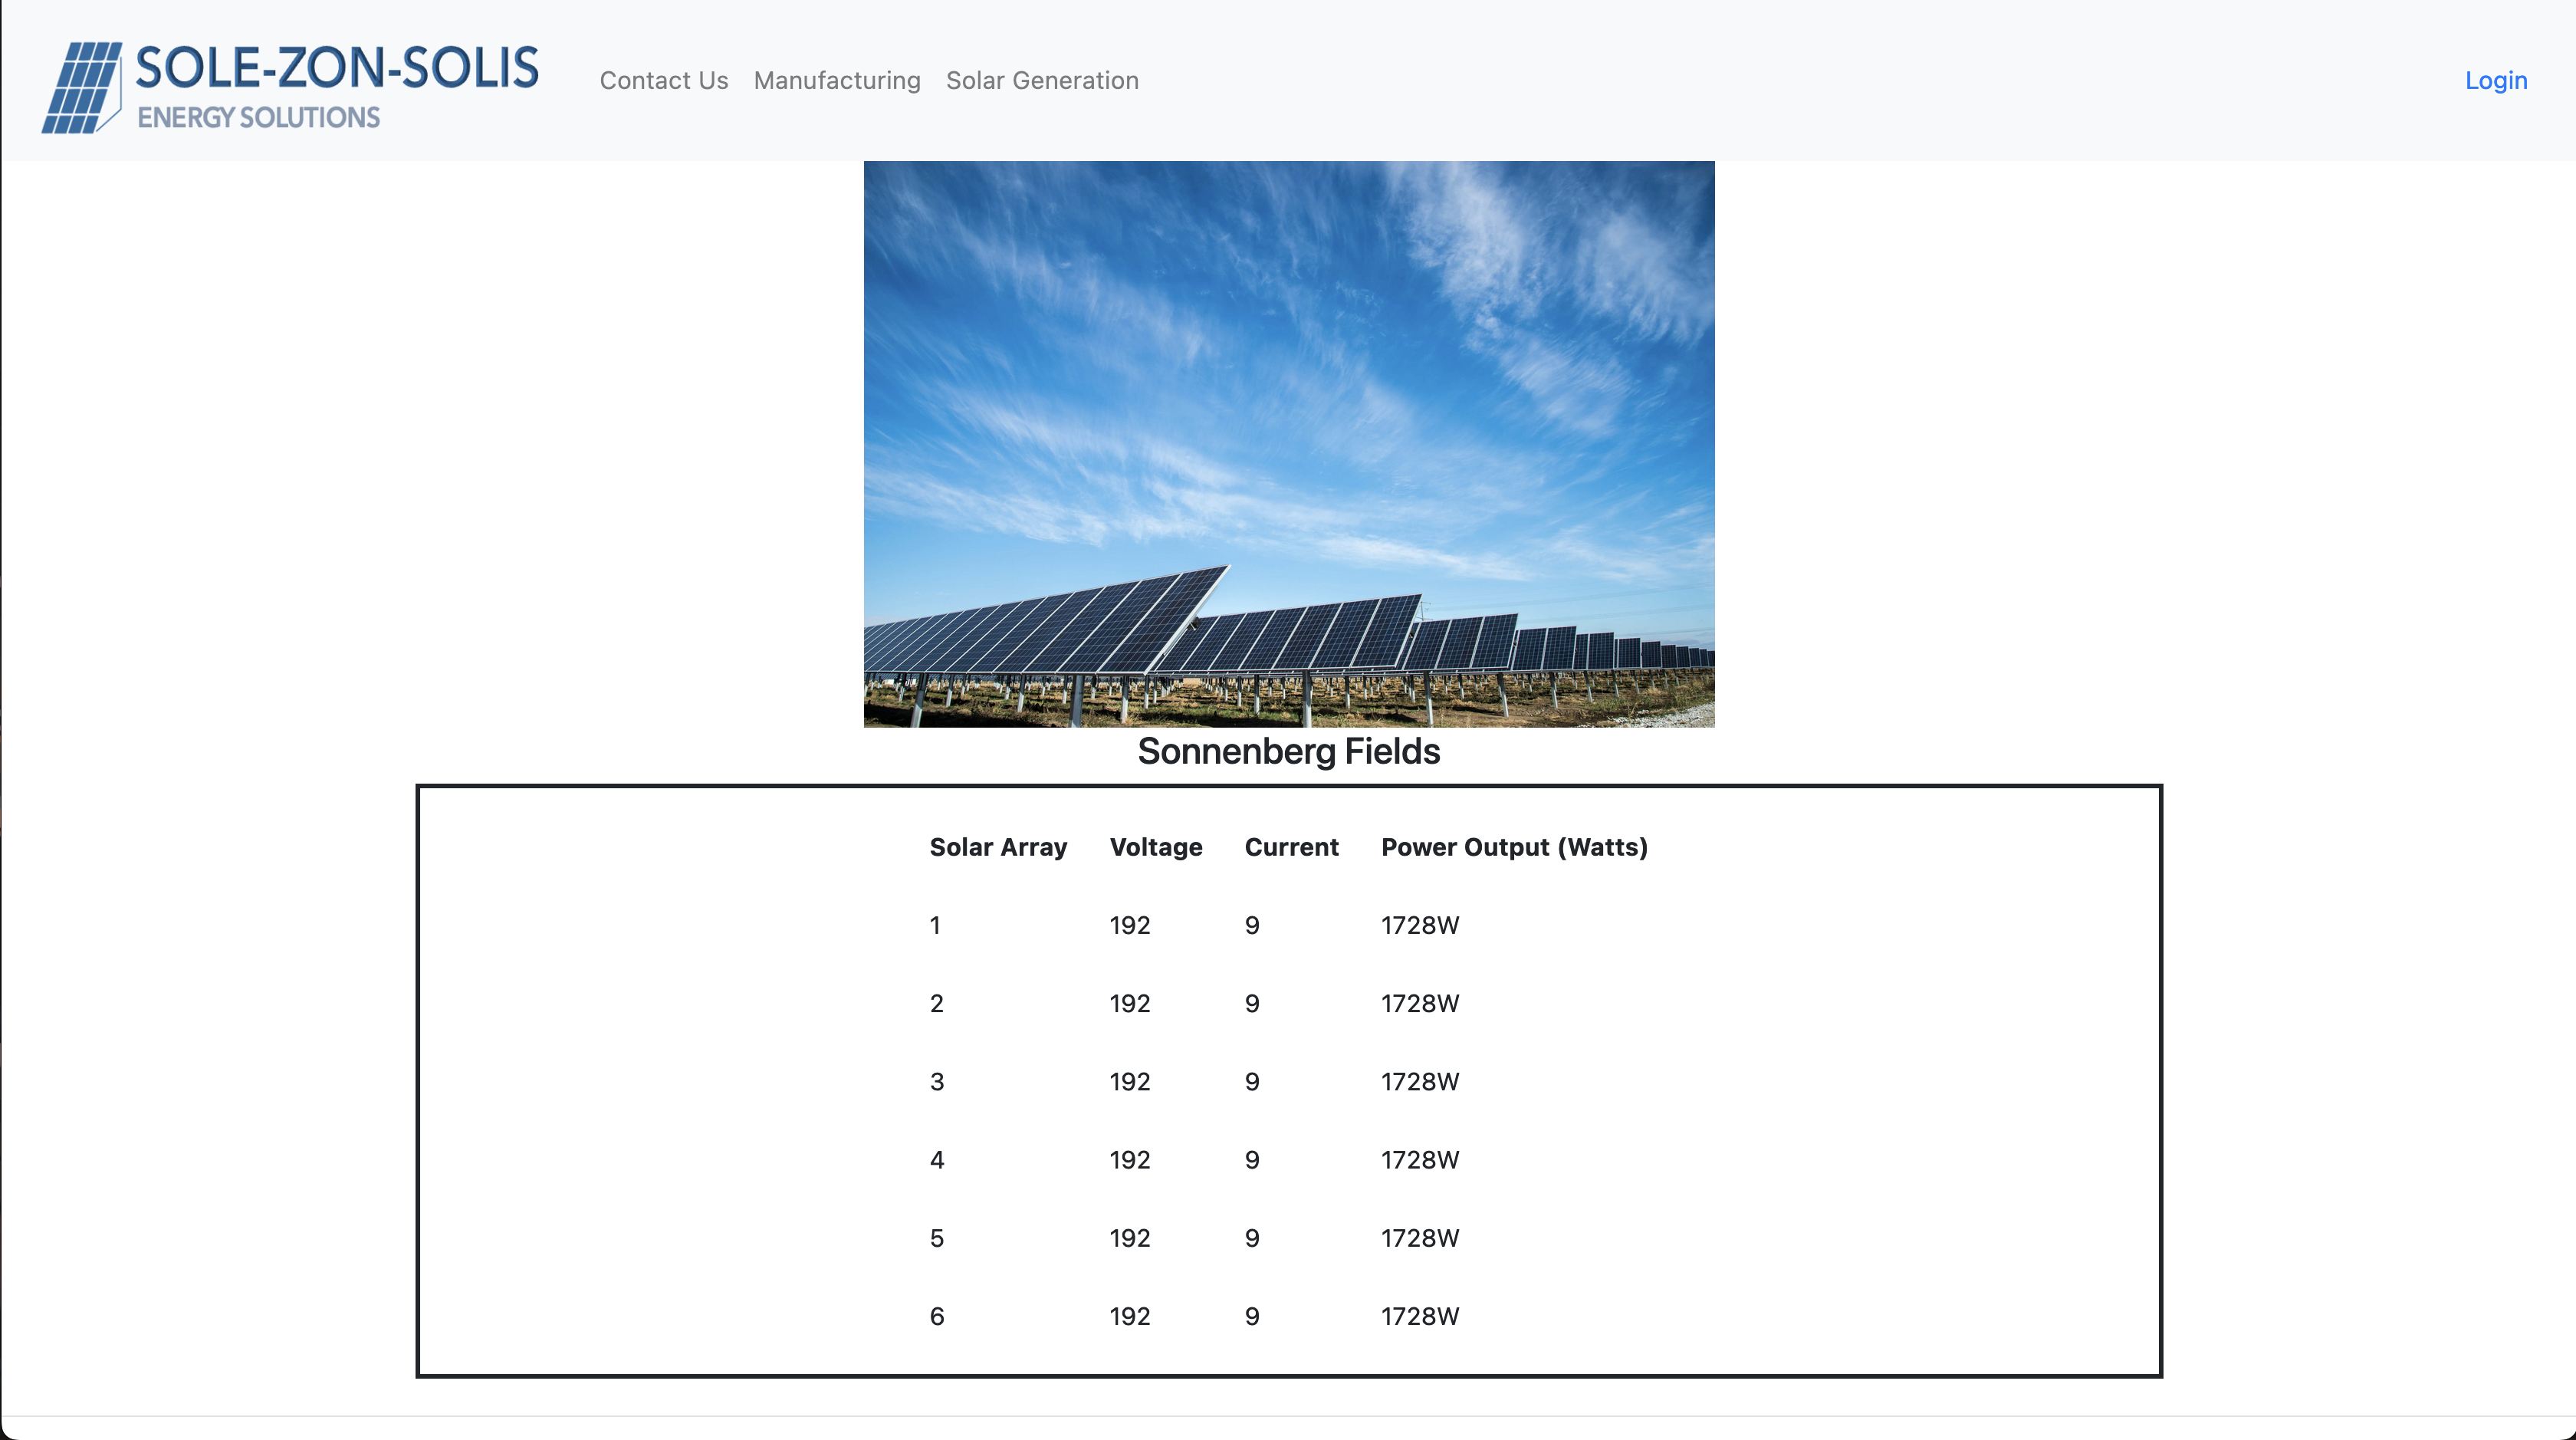 SOLE-ZON-SOLIS
ENERGY SOLUTIONS
Contact Us Manufacturing Solar Generation Login
Sonnenberg Fields
Solar Array Voltage Current Power Output (Watts)
1 192 9 1728W
2 192 9 1728W
3 192 9 1728W
4 192 9 1728W
5 192 9 1728W
6 192 9 1728W